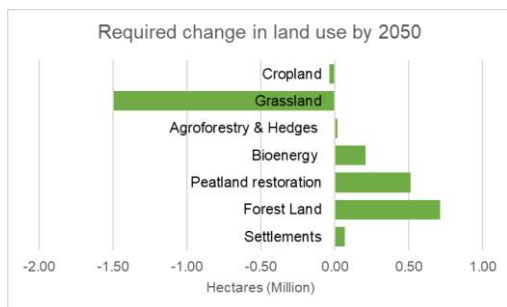 Required change in land use by 2050
Cropland
Grassland
Agroforestry & Hedges
Bioenergy
Peatland restoration
Forest Land
Settlements
-2.00 -1.50 -1.00 -0.50 0.00 0.50 1.00
Hectares (Million)